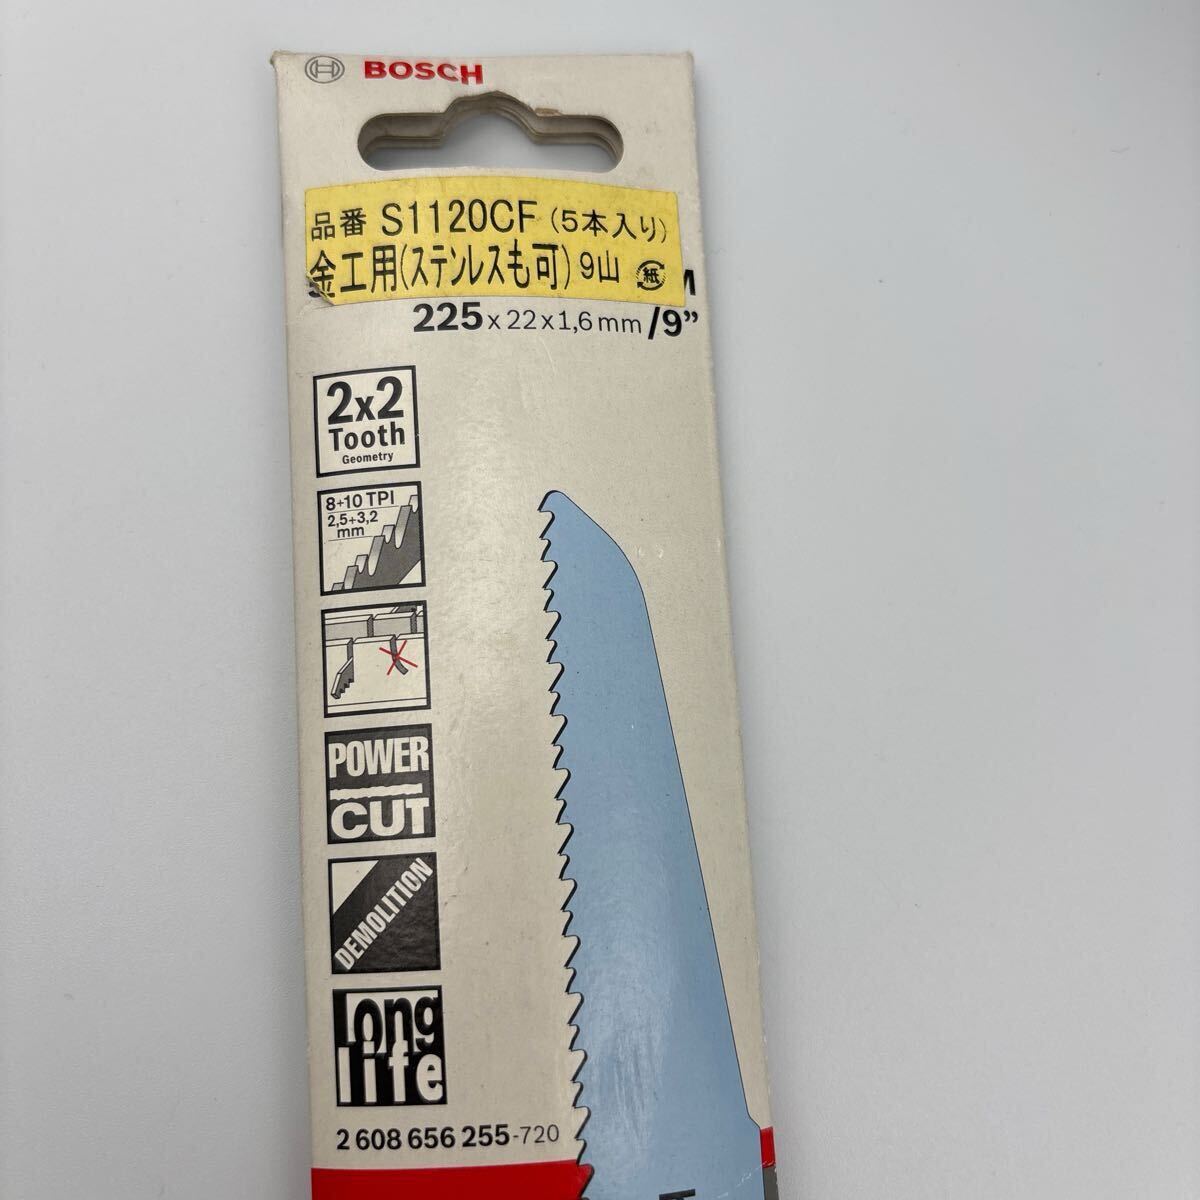 BOSCH
品番 S1120CF (5本入り)
金工用(ステンレスも可) 9山 紙
M
225 x 22 x 1,6 mm /9”
2x2
Tooth
Geometry
8+10 TPI
2,5+3,2
mm
POWER
CUT
DEMOLITION
long
life
2 608 656 255-720